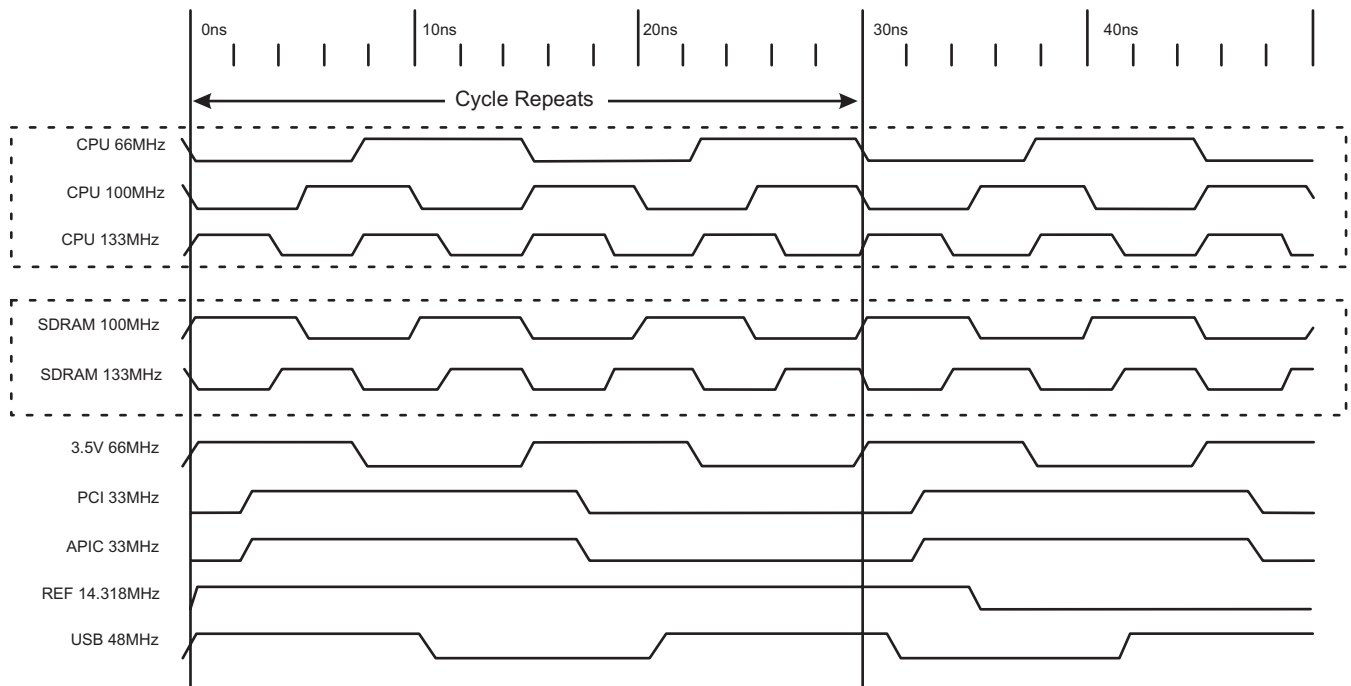 0ns 10ns 20ns 30ns 40ns
Cycle Repeats
CPU 66MHz
CPU 100MHz
CPU 133MHz
SDRAM 100MHz
SDRAM 133MHz
3.5V 66MHz
PCI 33MHz
APIC 33MHz
REF 14.318MHz
USB 48MHz